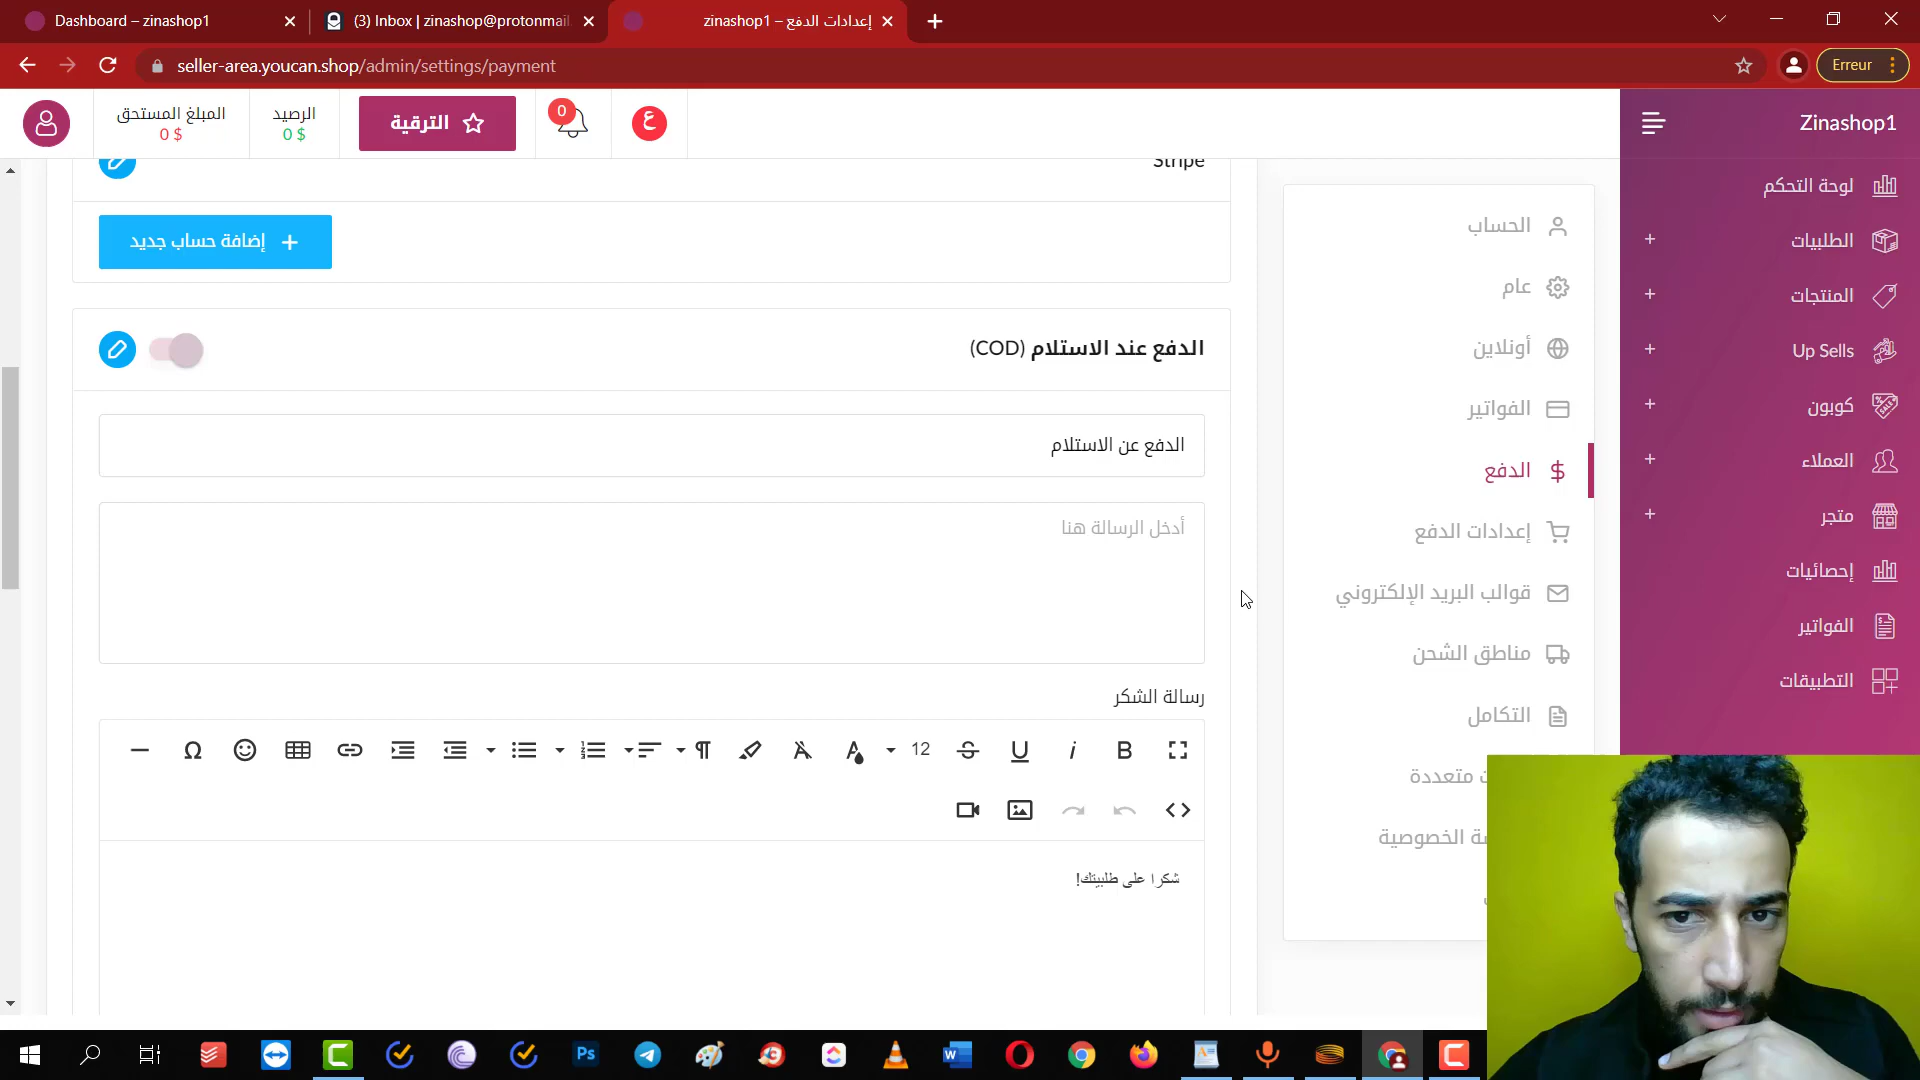 Dashboard – zinashop1
(3) Inbox | zinashop@protonmail.
إعدادات الدفع – zinashop1
seller-area.youcan.shop/admin/settings/payment
Erreur
المبلغ المستحق
0 $
الرصيد
0 $
الترقية
0
ع
Zinashop1
لوحة التحكم
الطلبيات
المنتجات
Up Sells
كوبون
العملاء
متجر
إحصائيات
الفواتير
التطبيقات
الحساب
عام
أونلاين
الفواتير
الدفع
إعدادات الدفع
قوالب البريد الإلكتروني
مناطق الشحن
التكامل
متعددة
الخصوصية
Stripe
إضافة حساب جديد
الدفع عند الاستلام (COD)
الدفع عن الاستلام
أدخل الرسالة هنا
رسالة الشكر
12
شكرا على طلبيتك!